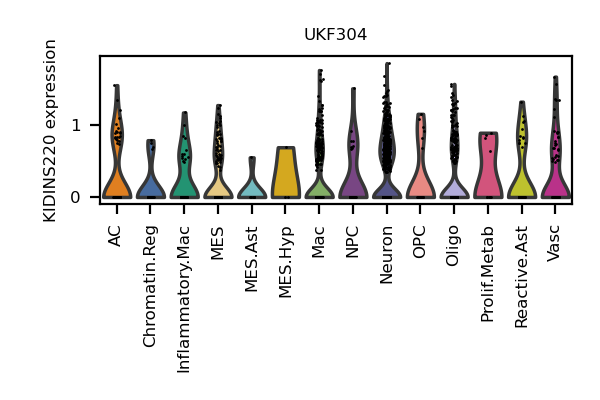 UKF304
KIDINS220 expression
1
0
AC
Chromatin.Reg
Inflammatory.Mac
MES
MES.Ast
MES.Hyp
Mac
NPC
Neuron
OPC
Oligo
Prolif.Metab
Reactive.Ast
Vasc